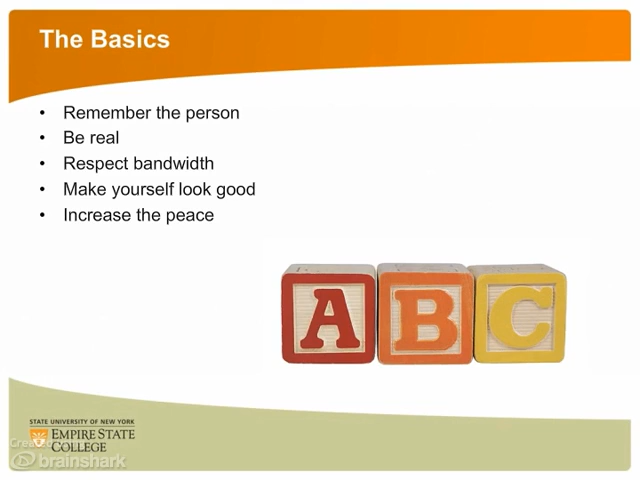 The Basics
• Remember the person
• Be real
• Respect bandwidth
• Make yourself look good
• Increase the peace
A B C
STATE UNIVERSITY OF NEW YORK
EMPIRE STATE
COLLEGE
brainshark